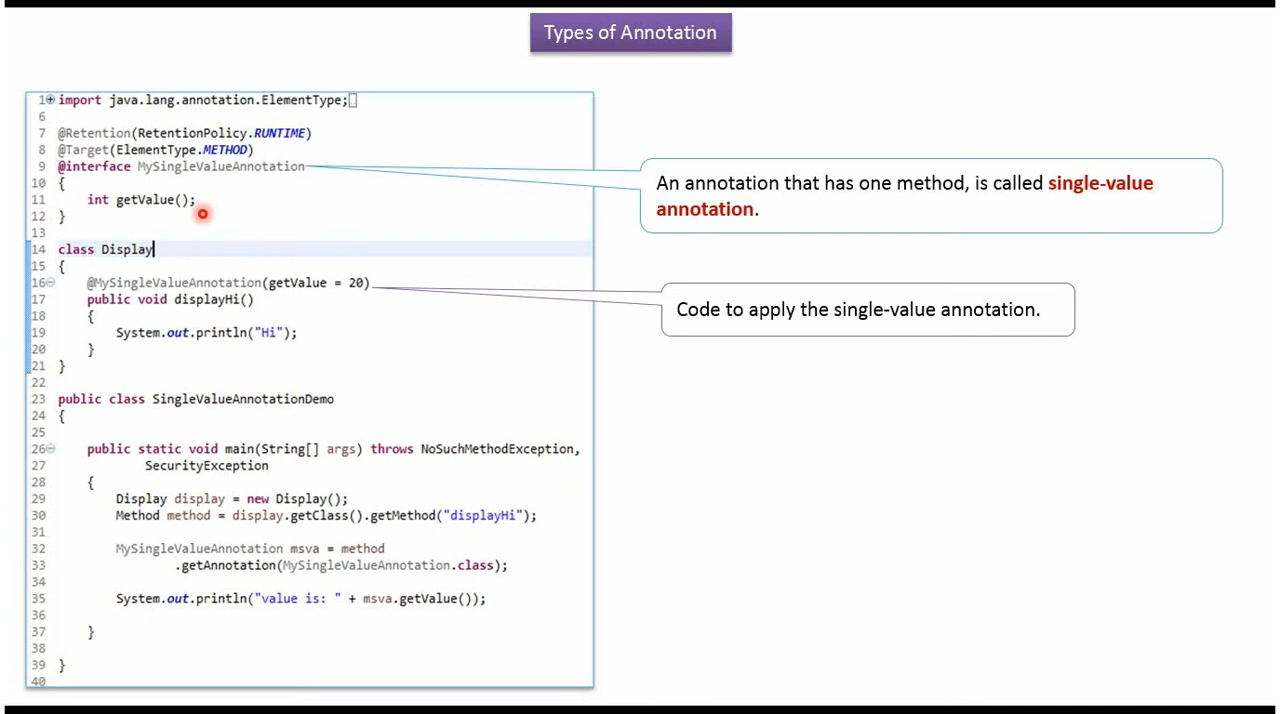 Types of Annotation
1 import java.lang.annotation.ElementType;
6
7 @Retention(RetentionPolicy.RUNTIME)
8 @Target(ElementType.METHOD)
9 @interface MySingleValueAnnotation
10 {
11 int getValue();
12 }
13
14 class Display
15 {
16 @MySingleValueAnnotation(getValue = 20)
17 public void displayHi()
18 {
19 System.out.println("Hi");
20 }
21 }
22
23 public class SingleValueAnnotationDemo
24 {
25
26 public static void main(String[] args) throws NoSuchMethodException,
27 SecurityException
28 {
29 Display display = new Display();
30 Method method = display.getClass().getMethod("displayHi");
31
32 MySingleValueAnnotation msva = method
33 .getAnnotation(MySingleValueAnnotation.class);
34
35 System.out.println("value is: " + msva.getValue());
36
37 }
38
39 }
40
An annotation that has one method, is called single-value
annotation.
Code to apply the single-value annotation.